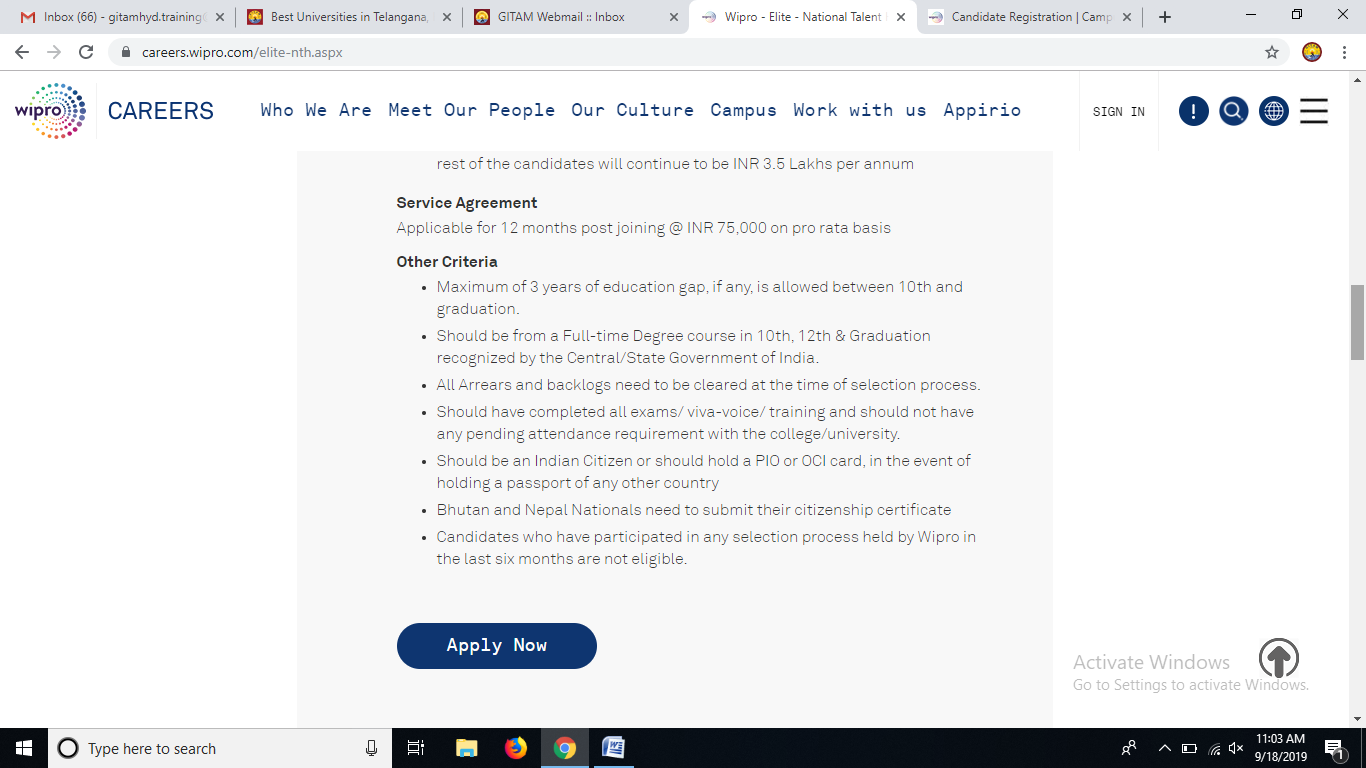 Inbox (66) - gitamhyd.training
Best Universities in Telangana,
GITAM Webmail :: Inbox
Wipro - Elite - National Talent
Candidate Registration | Camp
careers.wipro.com/elite-nth.aspx
wipro
CAREERS
Who We Are Meet Our People Our Culture Campus Work with us Appirio
SIGN IN
rest of the candidates will continue to be INR 3.5 Lakhs per annum
Service Agreement
Applicable for 12 months post joining @ INR 75,000 on pro rata basis
Other Criteria
• Maximum of 3 years of education gap, if any, is allowed between 10th and
graduation.
• Should be from a Full-time Degree course in 10th, 12th & Graduation
recognized by the Central/State Government of India.
• All Arrears and backlogs need to be cleared at the time of selection process.
• Should have completed all exams/ viva-voice/ training and should not have
any pending attendance requirement with the college/university.
• Should be an Indian Citizen or should hold a PIO or OCI card, in the event of
holding a passport of any other country
• Bhutan and Nepal Nationals need to submit their citizenship certificate
• Candidates who have participated in any selection process held by Wipro in
the last six months are not eligible.
Apply Now
Activate Windows
Go to Settings to activate Windows.
Type here to search
11:03 AM
9/18/2019
1